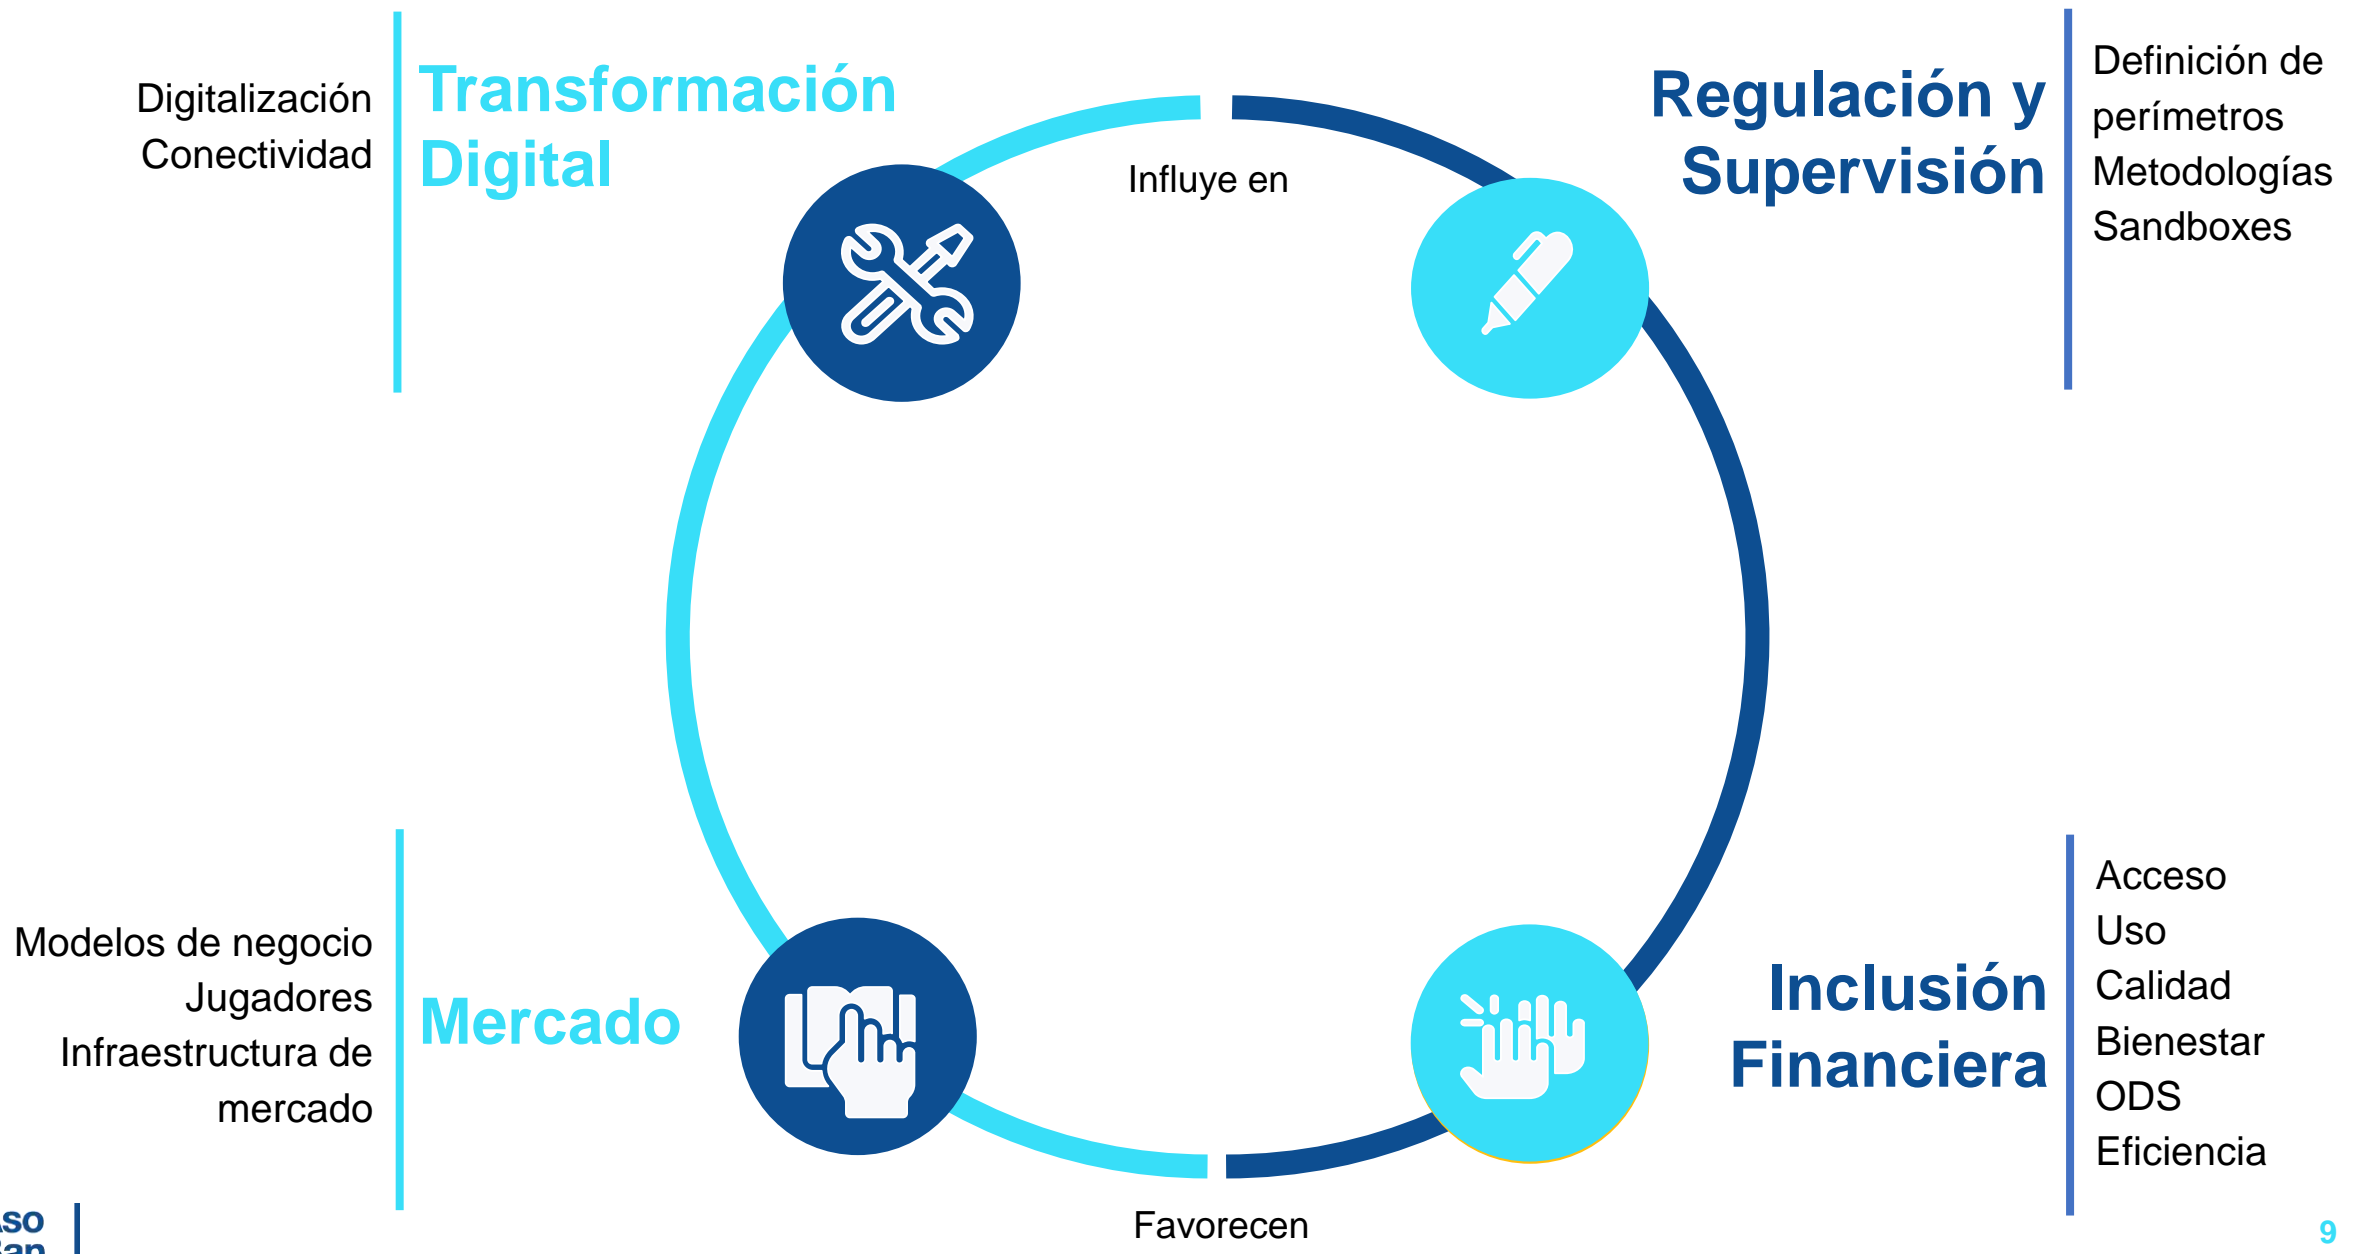 Digitalización
Conectividad
Transformación
Digital
Influye en
Regulación y
Supervisión
Definición de
perímetros
Metodologías
Sandboxes
Modelos de negocio
Jugadores
Infraestructura de
mercado
Mercado
Inclusión
Financiera
Acceso
Uso
Calidad
Bienestar
ODS
Eficiencia
Favorecen
9